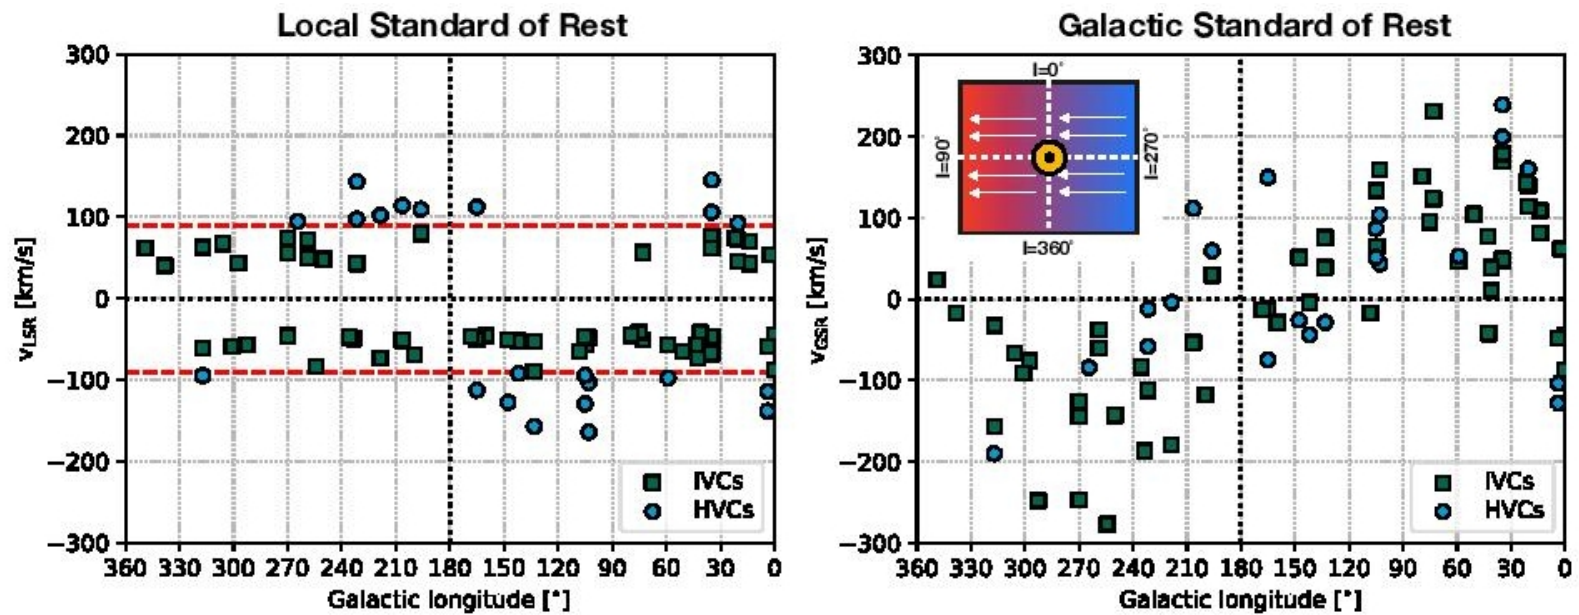 Local Standard of Rest
300
200
100
0
−100
−200
−300
v_LSR [km/s]
IVCs
HVCs
360 330 300 270 240 210 180 150 120 90 60 30 0
Galactic longitude [°]
Galactic Standard of Rest
300
200
100
0
−100
−200
−300
v_GSR [km/s]
l=0°
l=90°
l=270°
l=360°
IVCs
HVCs
360 330 300 270 240 210 180 150 120 90 60 30 0
Galactic longitude [°]